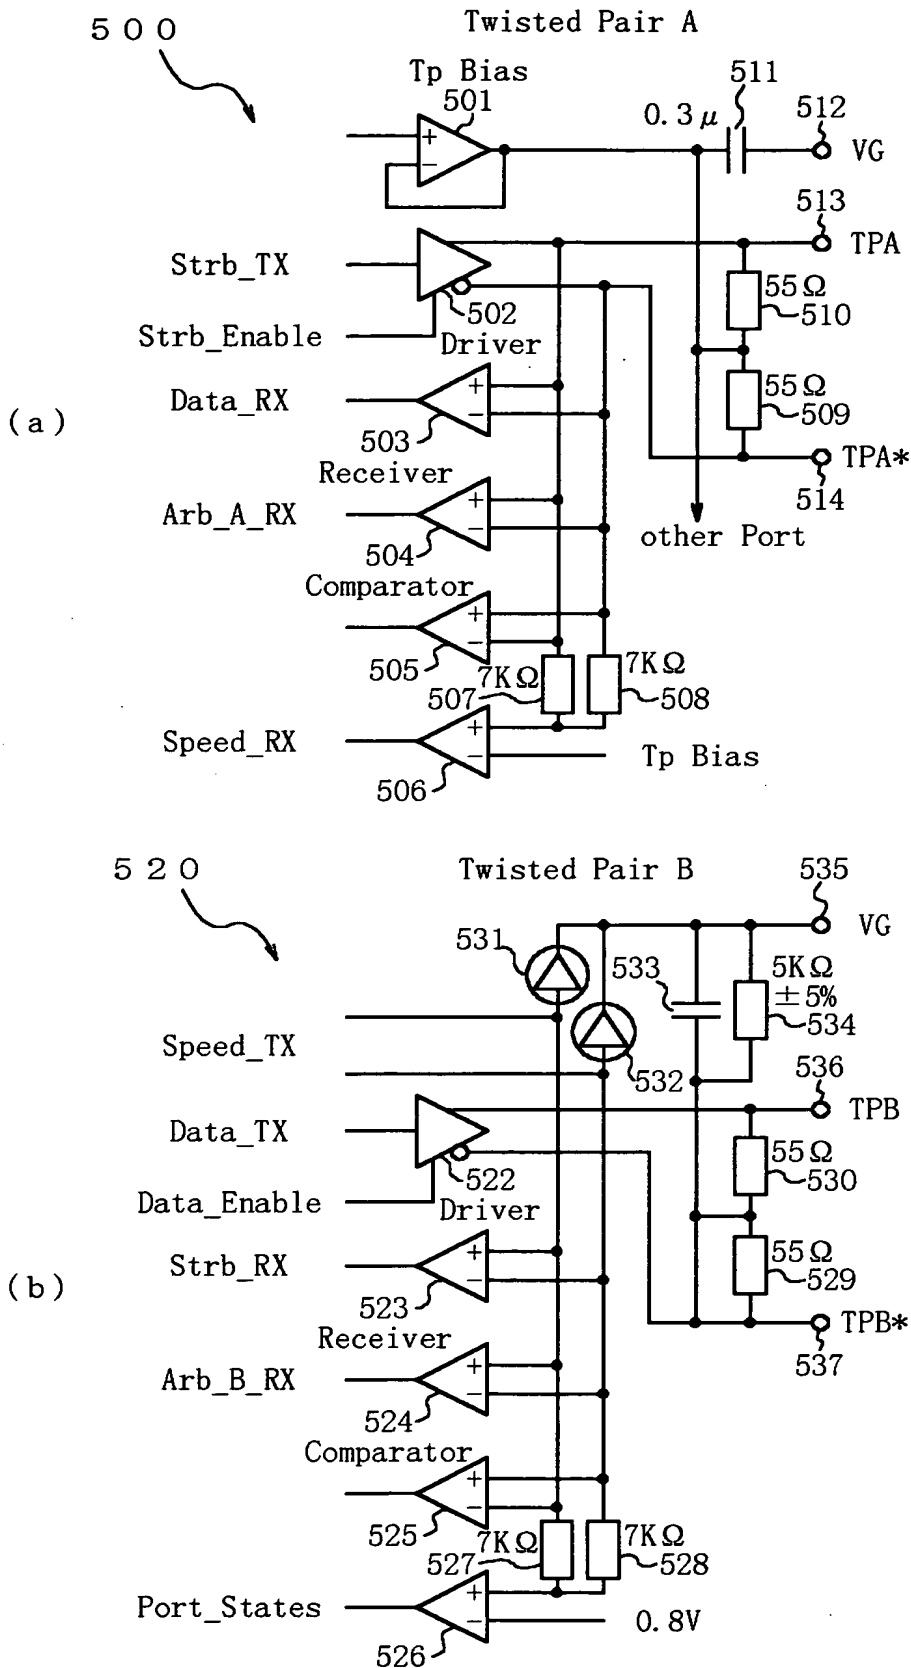 500
Twisted Pair A
Tp Bias
501
0.3μ
511
512
VG
513
TPA
Strb_TX
55Ω
510
502
Strb_Enable
Driver
Data_RX
55Ω
509
(a)
503
TPA*
514
Receiver
Arb_A_RX
504
other Port
Comparator
505
7KΩ
507
7KΩ
508
Speed_RX
Tp Bias
506
520
Twisted Pair B
535
VG
531
533
5KΩ
±5%
534
Speed_TX
532
536
TPB
Data_TX
55Ω
530
522
Data_Enable
Driver
Strb_RX
55Ω
529
(b)
523
TPB*
537
Receiver
Arb_B_RX
524
Comparator
525
7KΩ
527
7KΩ
528
Port_States
0.8V
526